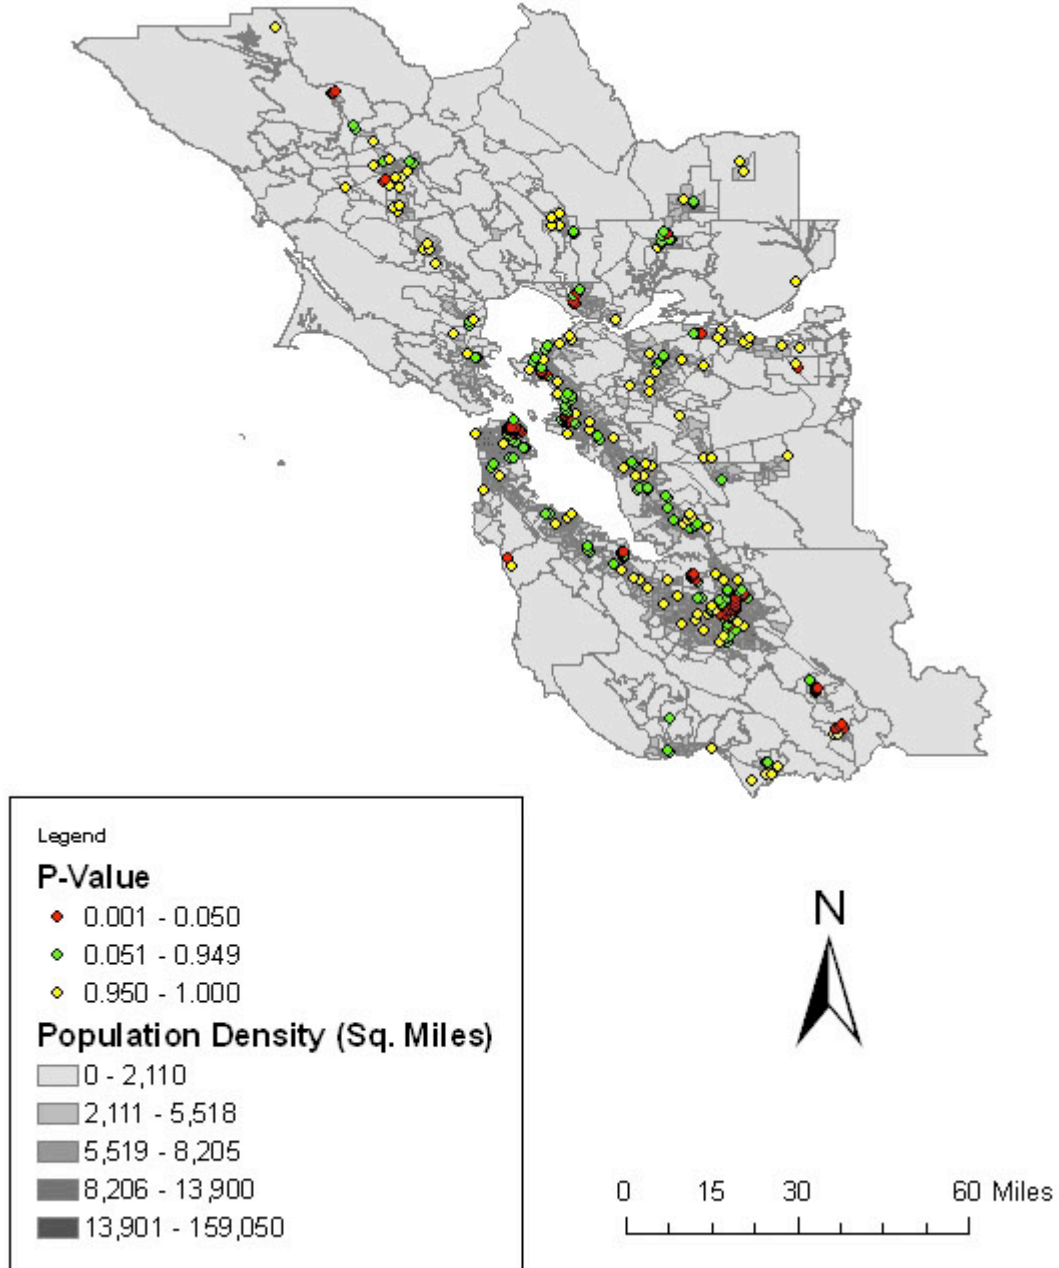 Legend
P-Value
0.001 - 0.050
0.051 - 0.949
0.950 - 1.000
Population Density (Sq. Miles)
0 - 2,110
2,111 - 5,518
5,519 - 8,205
8,206 - 13,900
13,901 - 159,050
N
0 15 30 60 Miles